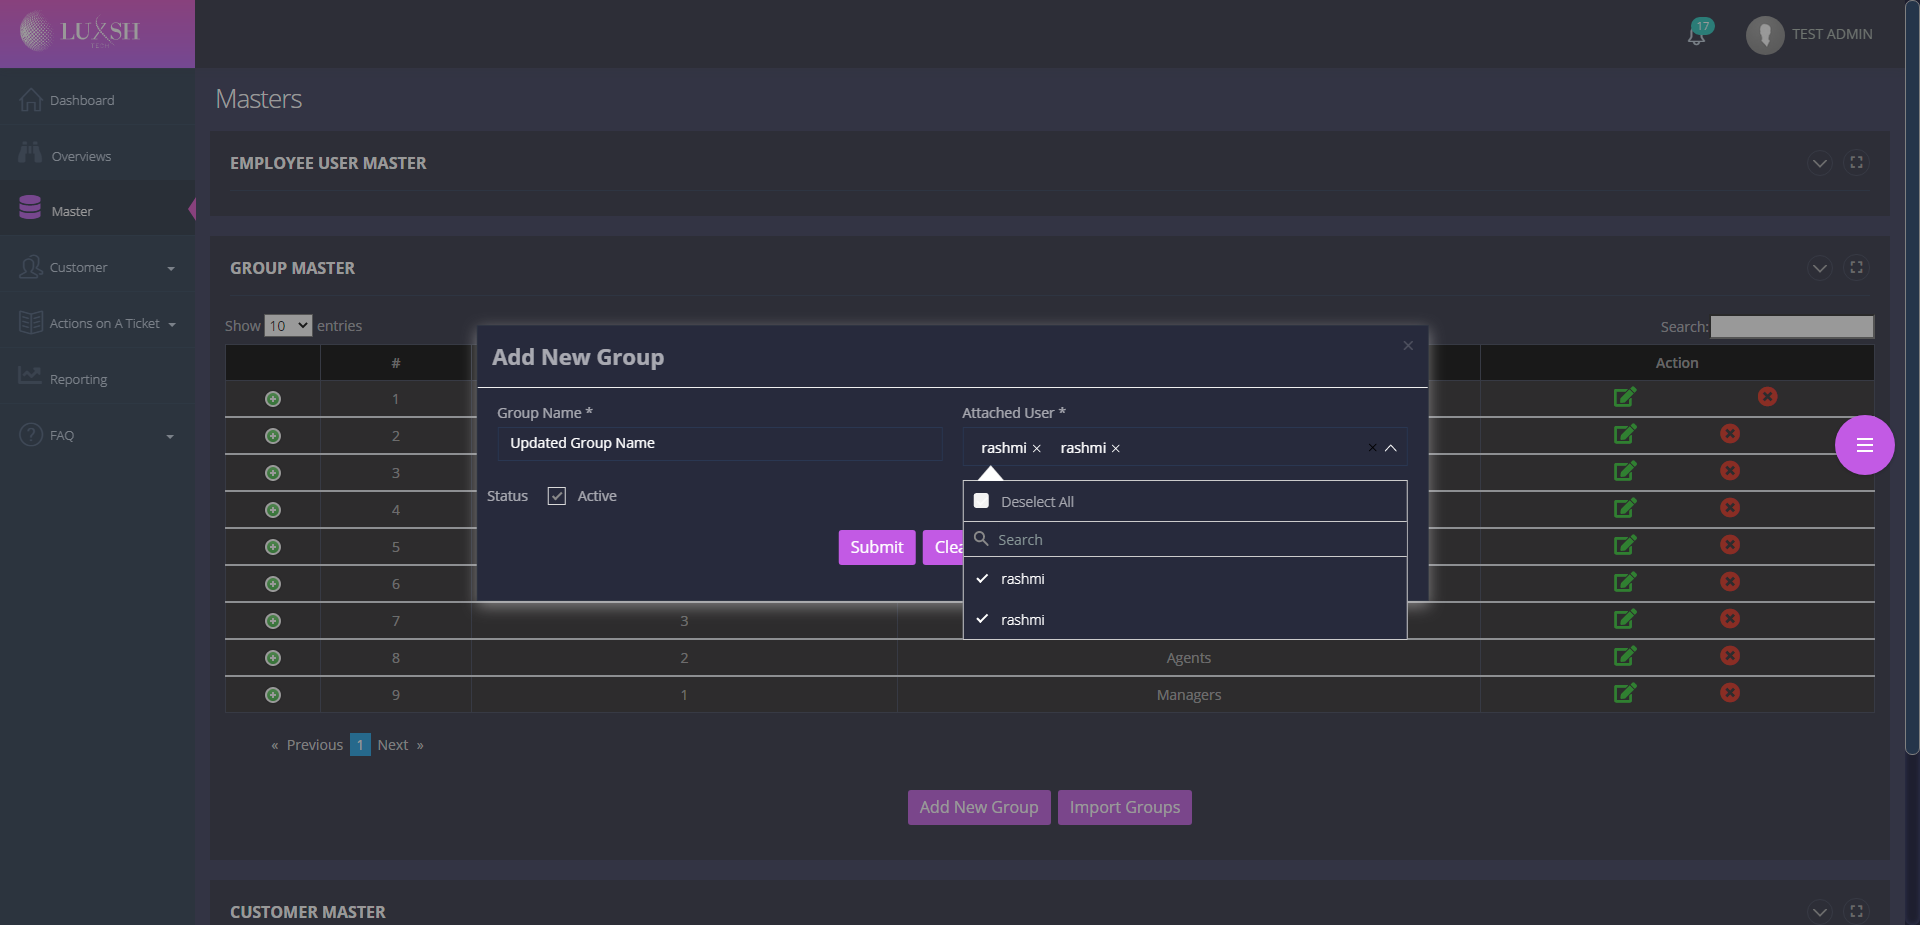 LUXSH
TECH
17
TEST ADMIN
Dashboard
Overviews
Master
Customer
Actions on A Ticket
Reporting
FAQ
Masters
EMPLOYEE USER MASTER
GROUP MASTER
Show 10 entries
Search:
# Action
1
2
3
4
5
6
7 3
8 2 Agents
9 1 Managers
Add New Group ×
Group Name *
Updated Group Name
Attached User *
rashmi × rashmi × ×
Status Active
Submit Clea
Deselect All
Search
rashmi
rashmi
« Previous 1 Next »
Add New Group Import Groups
CUSTOMER MASTER